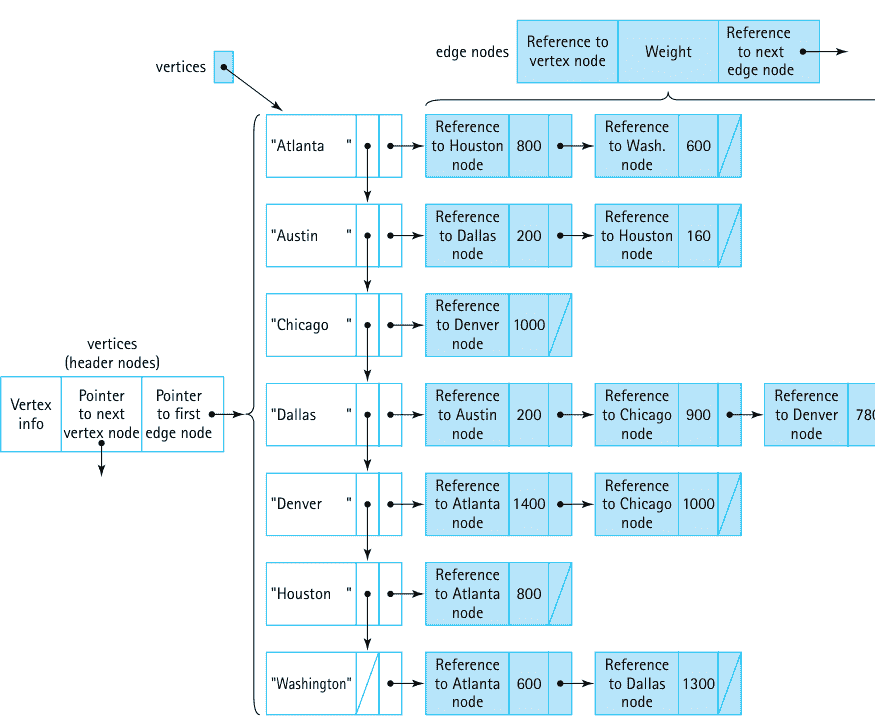 edge nodes
Reference to
vertex node
Weight
Reference
to next
edge node
vertices
"Atlanta "
Reference
to Houston
node
800
Reference
to Wash.
node
600
"Austin "
Reference
to Dallas
node
200
Reference
to Houston
node
160
"Chicago "
Reference
to Denver
node
1000
vertices
(header nodes)
Vertex
info
Pointer
to next
vertex node
Pointer
to first
edge node
"Dallas "
Reference
to Austin
node
200
Reference
to Chicago
node
900
Reference
to Denver
node
780
"Denver "
Reference
to Atlanta
node
1400
Reference
to Chicago
node
1000
"Houston "
Reference
to Atlanta
node
800
"Washington"
Reference
to Atlanta
node
600
Reference
to Dallas
node
1300